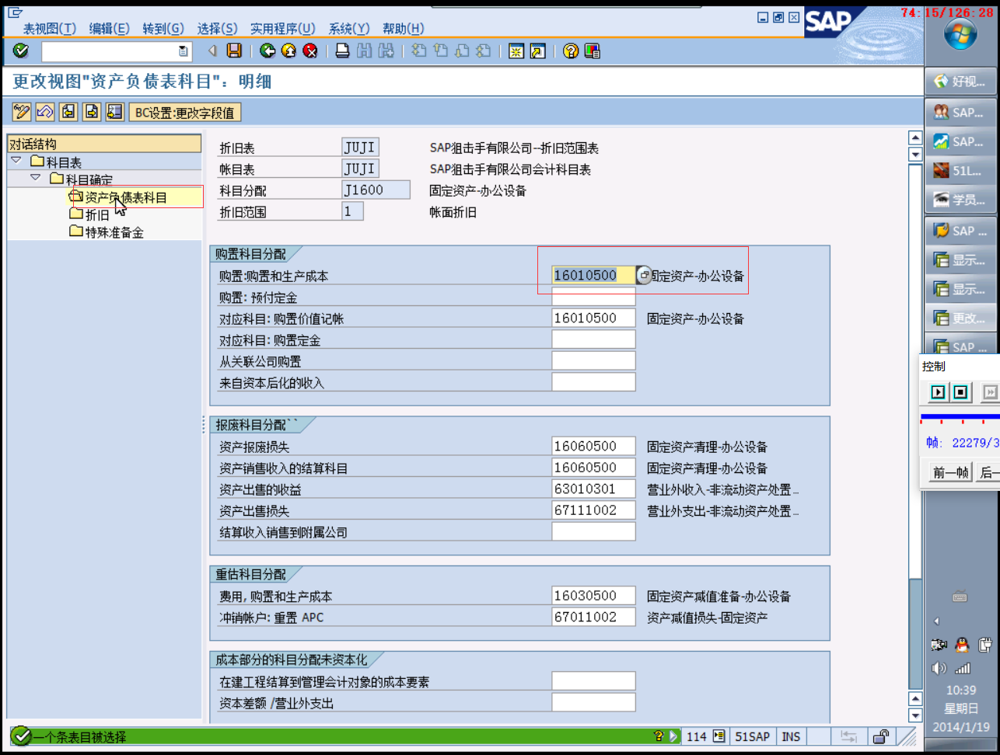 74:15/126:28
表视图(T) 编辑(E) 转到(G) 选择(S) 实用程序(U) 系统(Y) 帮助(H)
SAP
更改视图"资产负债表科目": 明细
BC设置:更改字段值
对话结构
科目表
科目确定
资产负债表科目
折旧
特殊准备金
折旧表 JUJI SAP狙击手有限公司--折旧范围表
帐目表 JUJI SAP狙击手有限公司会计科目表
科目分配 J1600 固定资产-办公设备
折旧范围 1 帐面折旧
购置科目分配
购置:购置和生产成本 16010500 固定资产-办公设备
购置: 预付定金
对应科目: 购置价值记帐 16010500 固定资产-办公设备
对应科目: 购置定金
从关联公司购置
来自资本后化的收入
报废科目分配``
资产报废损失 16060500 固定资产清理-办公设备
资产销售收入的结算科目 16060500 固定资产清理-办公设备
资产出售的收益 63010301 营业外收入-非流动资产处置…
资产出售损失 67111002 营业外支出-非流动资产处置…
结算收入销售到附属公司
重估科目分配
费用, 购置和生产成本 16030500 固定资产减值准备-办公设备
冲销帐户: 重置 APC 67011002 资产减值损失-固定资产
成本部分的科目分配未资本化
在建工程结算到管理会计对象的成本要素
资本差额 /营业外支出
一个条表目被选择
114 51SAP INS
好视...
SAP...
SAP...
51L...
学员...
SAP ...
显示...
显示...
更改...
SAP ...
控制
帧: 22279/3
前一帧 后一
10:39
星期日
2014/1/19